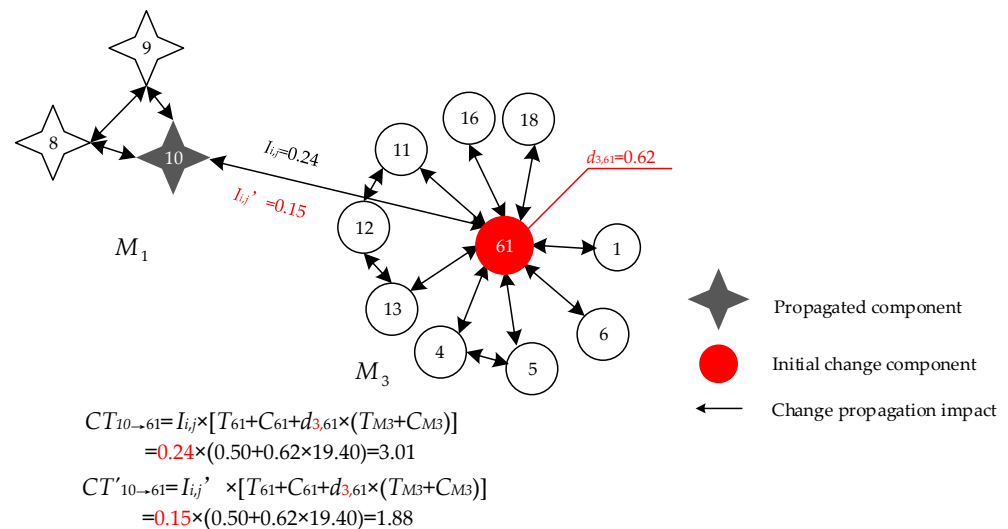 9
8
10
I_{i,j}=0.24
I_{i,j}'=0.15
M₁
16
18
11
12
13
61
d_{3,61}=0.62
1
6
4
5
M₃
Propagated component
Initial change component
Change propagation impact
CT_{10→61}=I_{i,j}×[T_{61}+C_{61}+d_{3,61}×(T_{M3}+C_{M3})]
=0.24×(0.50+0.62×19.40)=3.01
CT'_{10→61}=I_{i,j}' ×[T_{61}+C_{61}+d_{3,61}×(T_{M3}+C_{M3})]
=0.15×(0.50+0.62×19.40)=1.88